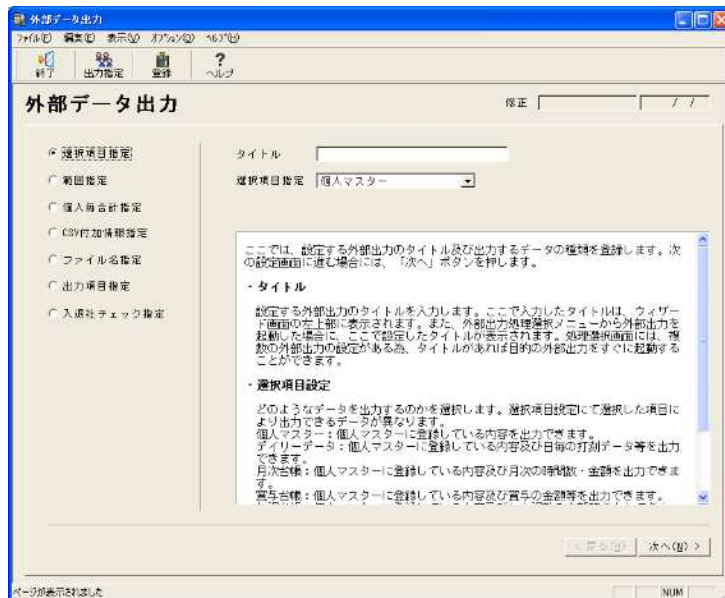 外部データ出力
ファイル(F) 編集(E) 表示(V) オプション(O) ヘルプ(H)
終了 出力指定 登録 ヘルプ
外部データ出力
修正 / /
選択項目指定
範囲指定
個人毎合計指定
CSV付加情報指定
ファイル名指定
出力項目指定
入退社チェック指定
タイトル
選択項目指定 個人マスター
ここでは、設定する外部出力のタイトル及び出力するデータの種類を登録します。次
の設定画面に進む場合には、「次へ」ボタンを押します。
・タイトル
設定する外部出力のタイトルを入力します。ここで入力したタイトルは、ウィザー
ド画面の左上部に表示されます。また、外部出力処理選択メニューから外部出力を
起動した場合に、ここで設定したタイトルが表示されます。処理選択画面には、複
数の外部出力の設定がある為、タイトルがあれば目的の外部出力をすぐに起動するこ
とができます。
・選択項目設定
どのようなデータを出力するのかを選択します。選択項目設定にて選択した項目に
より出力できるデータが異なります。
個人マスター：個人マスターに登録している内容を出力できます。
デイリーデータ：個人マスターに登録している内容及び日毎の打刻データ等を出力
できます。
月次台帳：個人マスターに登録している内容及び月次の時間数・金額を出力できま
す。
賞与台帳：個人マスターに登録している内容及び賞与の金額等を出力できます。
< 戻る(B) 次へ(N) >
ページが表示されました
NUM